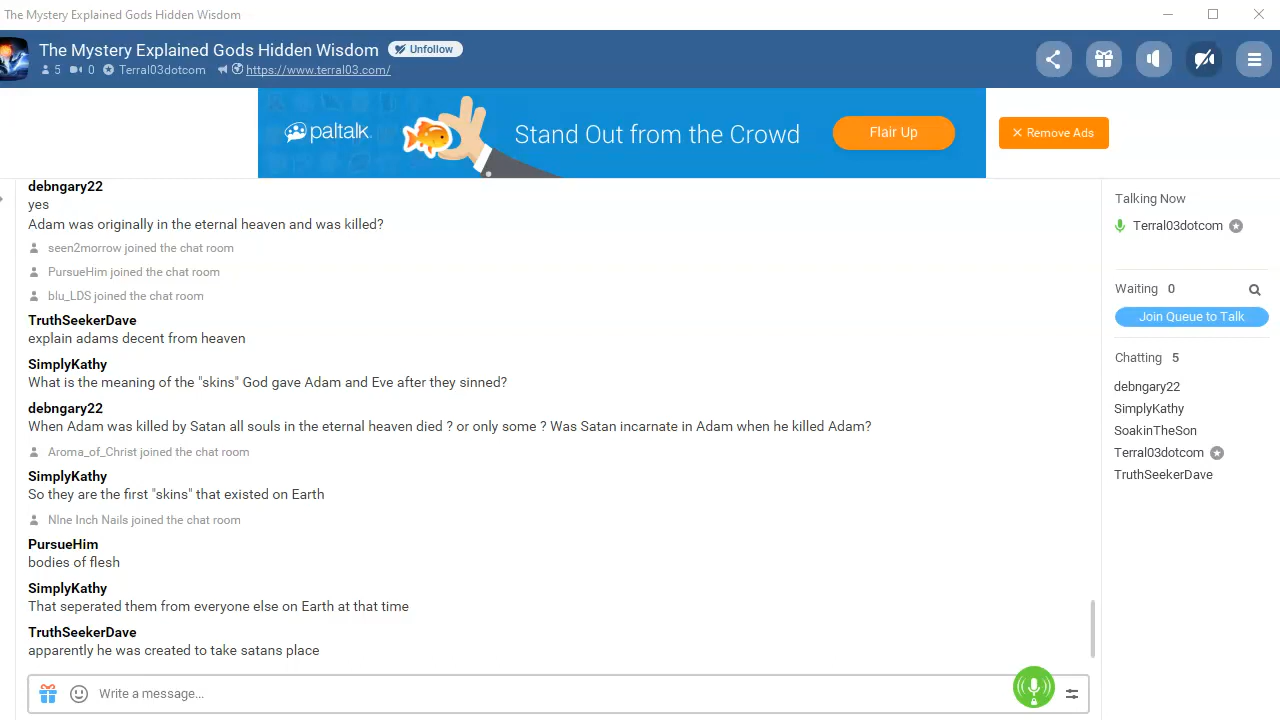 The Mystery Explained Gods Hidden Wisdom
The Mystery Explained Gods Hidden Wisdom Unfollow
5 0 Terral03dotcom https://www.terral03.com/
paltalk. Stand Out from the Crowd Flair Up
Remove Ads
debngary22
yes
Adam was originally in the eternal heaven and was killed?
seen2morrow joined the chat room
PursueHim joined the chat room
blu_LDS joined the chat room
TruthSeekerDave
explain adams decent from heaven
SimplyKathy
What is the meaning of the "skins" God gave Adam and Eve after they sinned?
debngary22
When Adam was killed by Satan all souls in the eternal heaven died ? or only some ? Was Satan incarnate in Adam when he killed Adam?
Aroma_of_Christ joined the chat room
SimplyKathy
So they are the first "skins" that existed on Earth
NIne Inch Nails joined the chat room
PursueHim
bodies of flesh
SimplyKathy
That seperated them from everyone else on Earth at that time
TruthSeekerDave
apparently he was created to take satans place
Write a message...
Talking Now
Terral03dotcom
Waiting 0
Join Queue to Talk
Chatting 5
debngary22
SimplyKathy
SoakinTheSon
Terral03dotcom
TruthSeekerDave